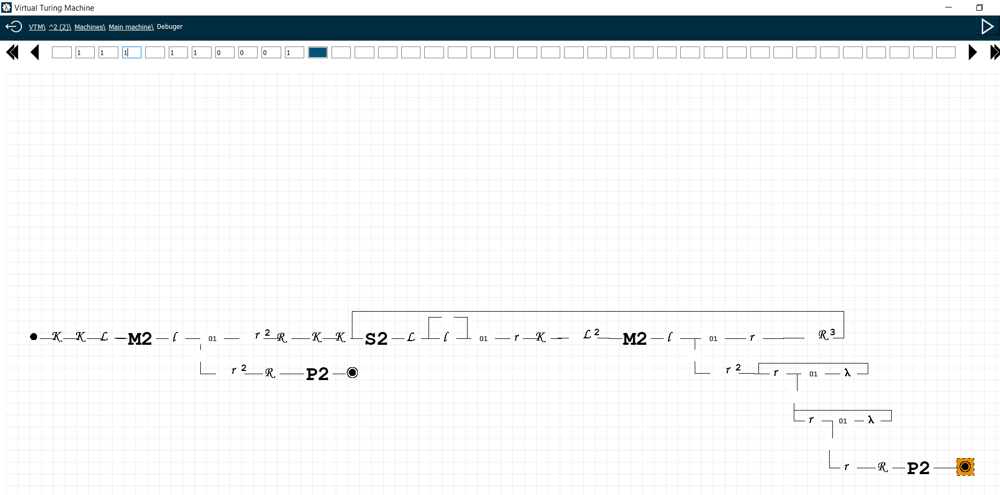 Virtual Turing Machine
VTM\ ^2 (2)\ Machines\ Main machine\ Debuger
1 1 1 1 1 0 0 0 1
K K L M2 l 01 r 2 R K K S2 L l 01 r K L 2 M2 l 01 r R 3
r 2 R P2 r 2 r 01 λ
r 01 λ
r R P2